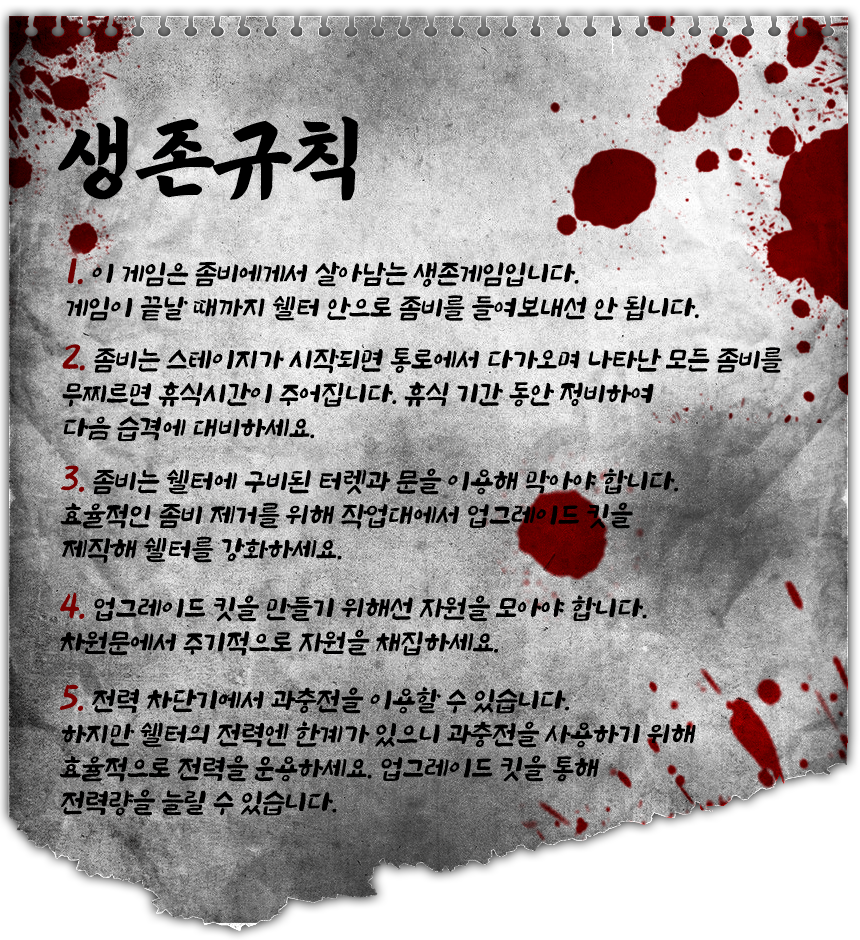 생존규칙
1. 이 게임은 좀비에게서 살아남는 생존게임입니다.
게임이 끝날 때까지 쉘터 안으로 좀비를 들여보내선 안 됩니다.
2. 좀비는 스테이지가 시작되면 통로에서 다가오며 나타난 모든 좀비를
무찌르면 휴식시간이 주어집니다. 휴식 기간 동안 정비하여
다음 습격에 대비하세요.
3. 좀비는 쉘터에 구비된 터렛과 문을 이용해 막아야 합니다.
효율적인 좀비 제거를 위해 작업대에서 업그레이드 킷을
제작해 쉘터를 강화하세요.
4. 업그레이드 킷을 만들기 위해선 자원을 모아야 합니다.
차원문에서 주기적으로 자원을 채집하세요.
5. 전력 차단기에서 과충전을 이용할 수 있습니다.
하지만 쉘터의 전력엔 한계가 있으니 과충전을 사용하기 위해
효율적으로 전력을 운용하세요. 업그레이드 킷을 통해
전력량을 늘릴 수 있습니다.